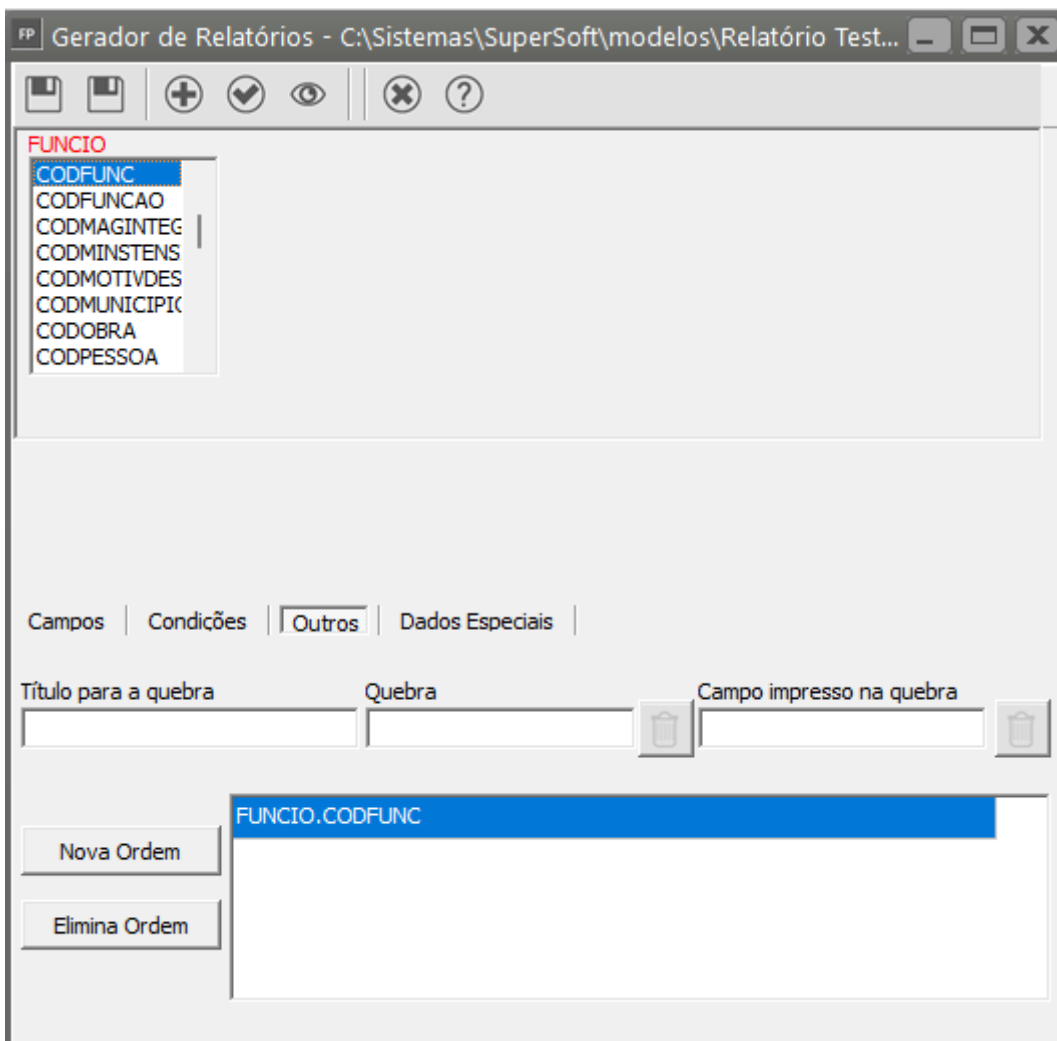 FP Gerador de Relatórios - C:\Sistemas\SuperSoft\modelos\Relatório Test...
FUNCIO
CODFUNC
CODFUNCAO
CODMAGINTEG
CODMINSTENS
CODMOTIVDES
CODMUNICIPIO
CODOBRA
CODPESSOA
Campos Condições Outros Dados Especiais
Título para a quebra Quebra Campo impresso na quebra
FUNCIO.CODFUNC
Nova Ordem
Elimina Ordem